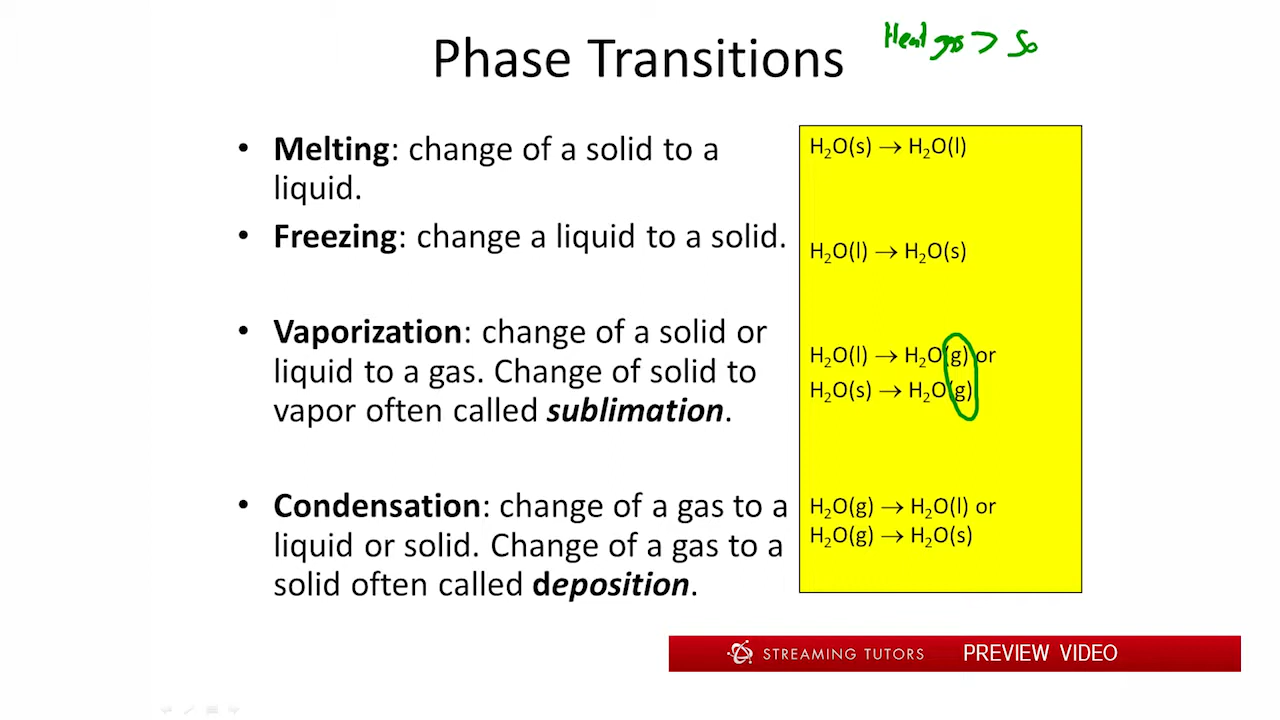 Phase Transitions
Heat gas > So
• Melting: change of a solid to a
liquid.
• Freezing: change a liquid to a solid.
• Vaporization: change of a solid or
liquid to a gas. Change of solid to
vapor often called sublimation.
• Condensation: change of a gas to a
liquid or solid. Change of a gas to a
solid often called deposition.
H₂O(s) → H₂O(l)
H₂O(l) → H₂O(s)
H₂O(l) → H₂O(g) or
H₂O(s) → H₂O(g)
H₂O(g) → H₂O(l) or
H₂O(g) → H₂O(s)
STREAMING TUTORS PREVIEW VIDEO